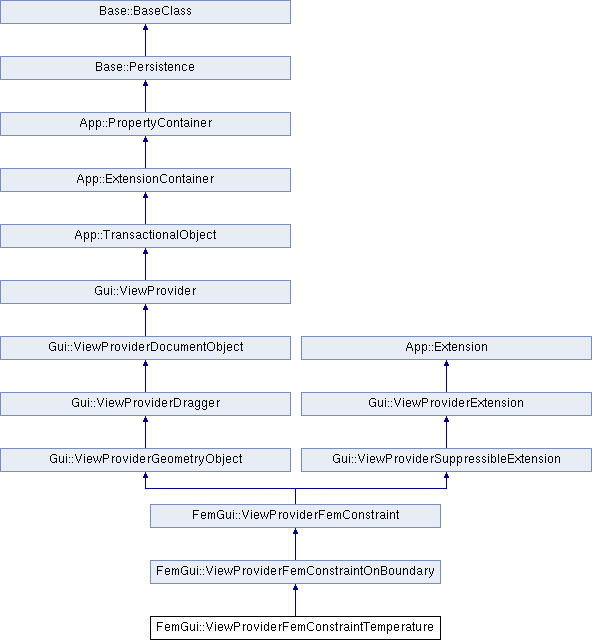 Base::BaseClass
Base::Persistence
App::PropertyContainer
App::ExtensionContainer
App::TransactionalObject
Gui::ViewProvider
Gui::ViewProviderDocumentObject
App::Extension
Gui::ViewProviderDragger
Gui::ViewProviderExtension
Gui::ViewProviderGeometryObject
Gui::ViewProviderSuppressibleExtension
FemGui::ViewProviderFemConstraint
FemGui::ViewProviderFemConstraintOnBoundary
FemGui::ViewProviderFemConstraintTemperature